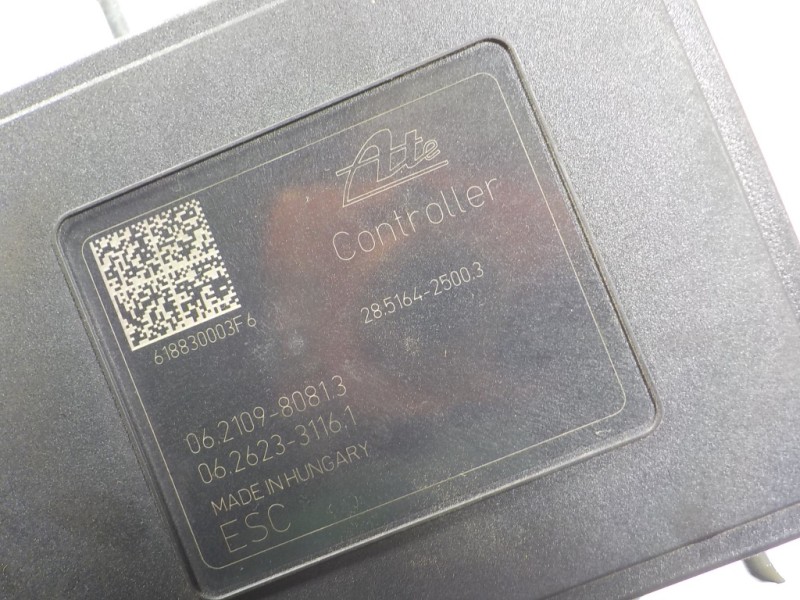 Ate
Controller
28.5164-2500.3
618830003F6
06.2109-8081.3
06.2623-3116.1
MADE IN HUNGARY
ESC